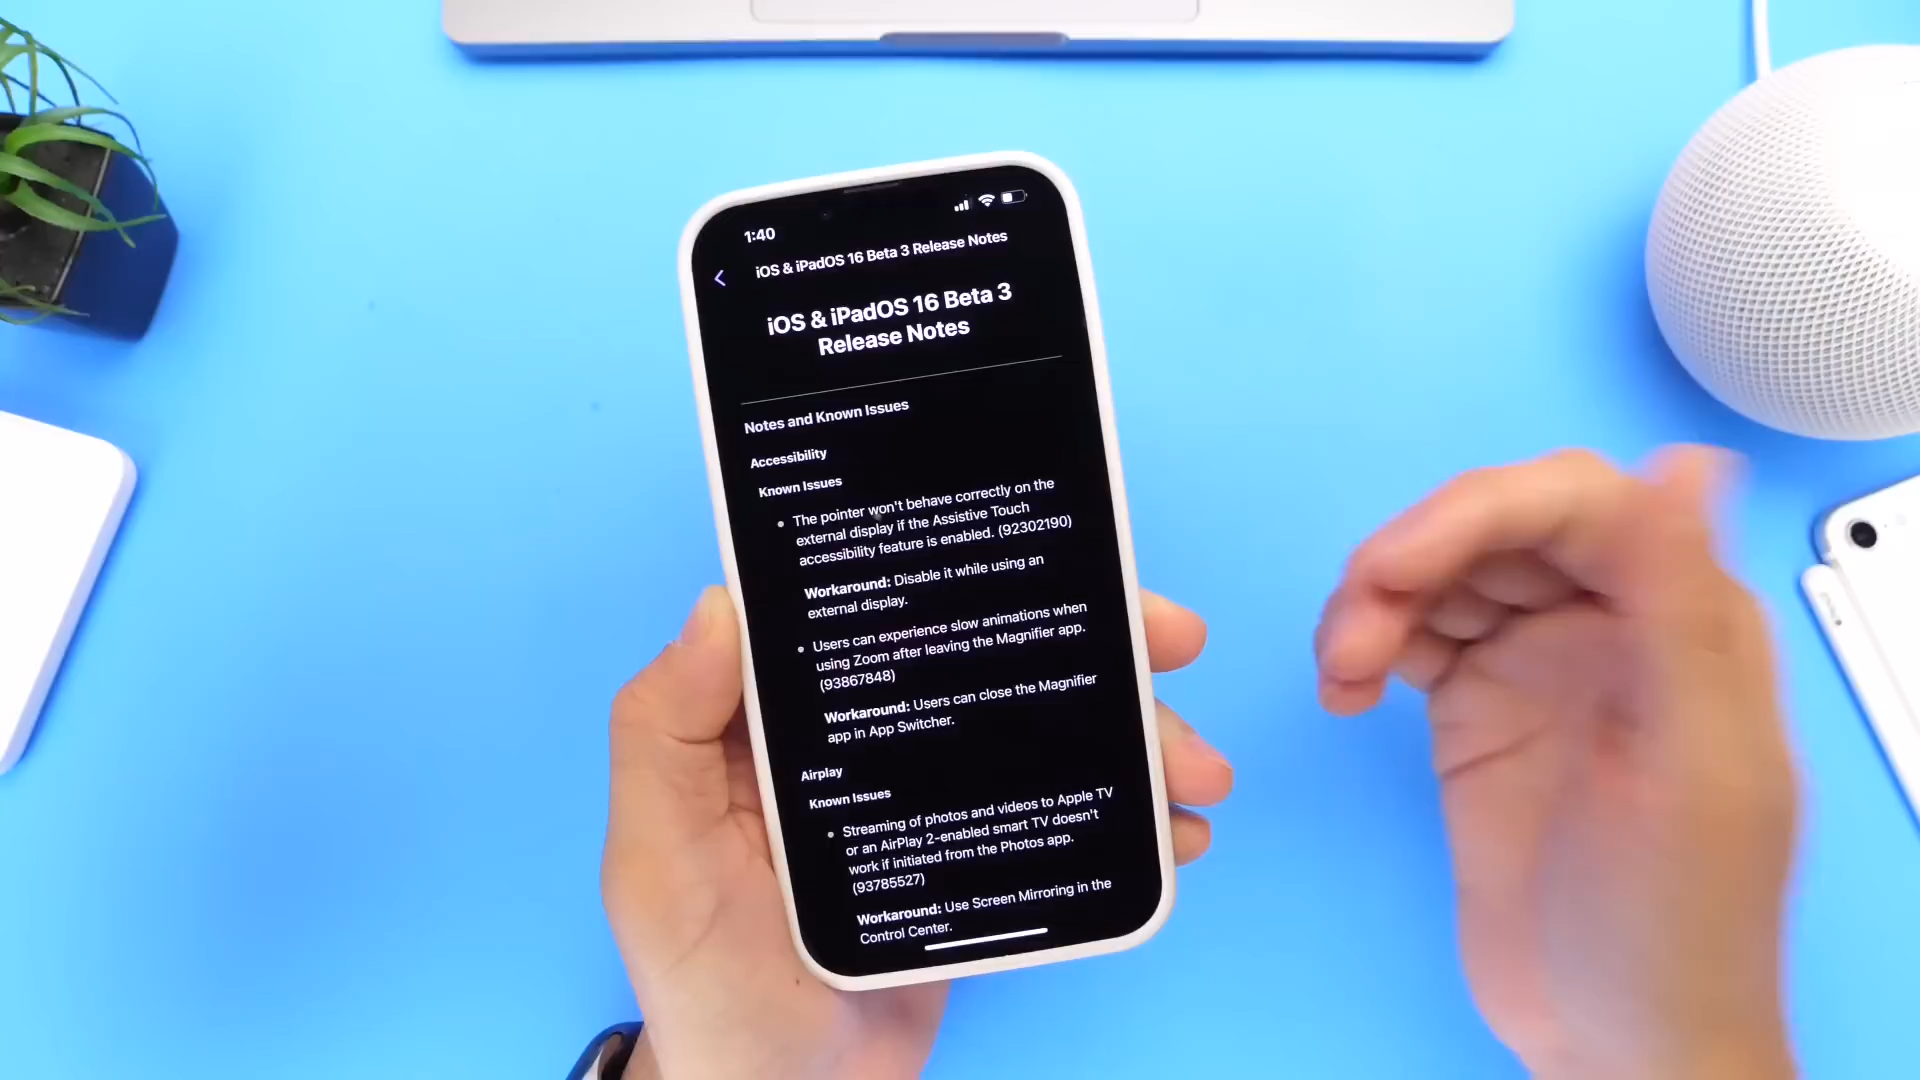 1:40
iOS & iPadOS 16 Beta 3 Release Notes
iOS & iPadOS 16 Beta 3
Release Notes
Notes and Known Issues
Accessibility
Known Issues
The pointer won't behave correctly on the
external display if the Assistive Touch
accessibility feature is enabled. (92302190)
Workaround: Disable it while using an
external display.
Users can experience slow animations when
using Zoom after leaving the Magnifier app.
(93867848)
Workaround: Users can close the Magnifier
app in App Switcher.
Airplay
Known Issues
Streaming of photos and videos to Apple TV
or an AirPlay 2-enabled smart TV doesn't
work if initiated from the Photos app.
(93785527)
Workaround: Use Screen Mirroring in the
Control Center.